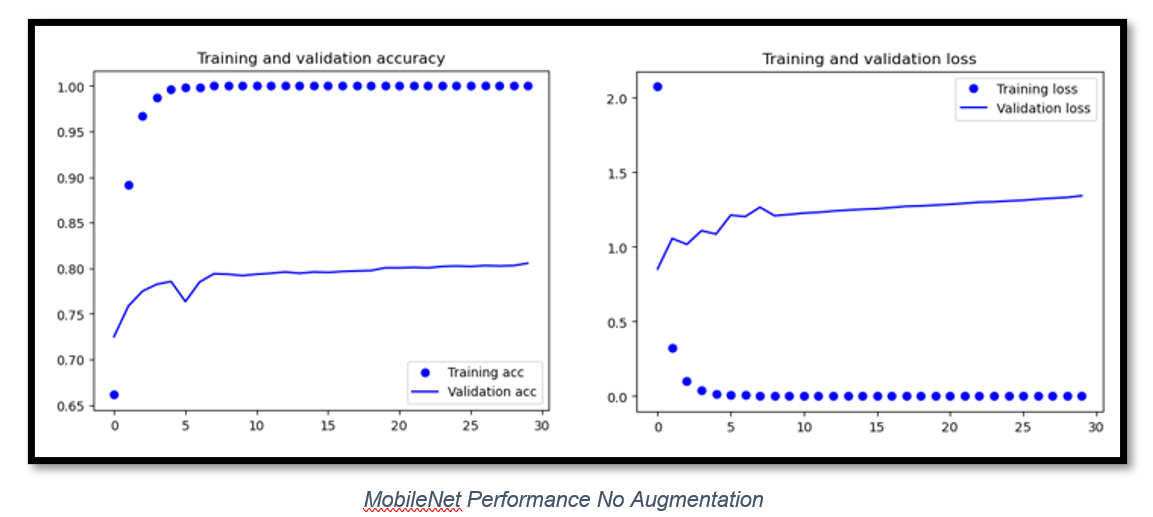 Training and validation accuracy
1.00
0.95
0.90
0.85
0.80
0.75
0.70
0.65
0 5 10 15 20 25 30
Training acc
Validation acc
Training and validation loss
2.0
1.5
1.0
0.5
0.0
0 5 10 15 20 25 30
Training loss
Validation loss
MobileNet Performance No Augmentation